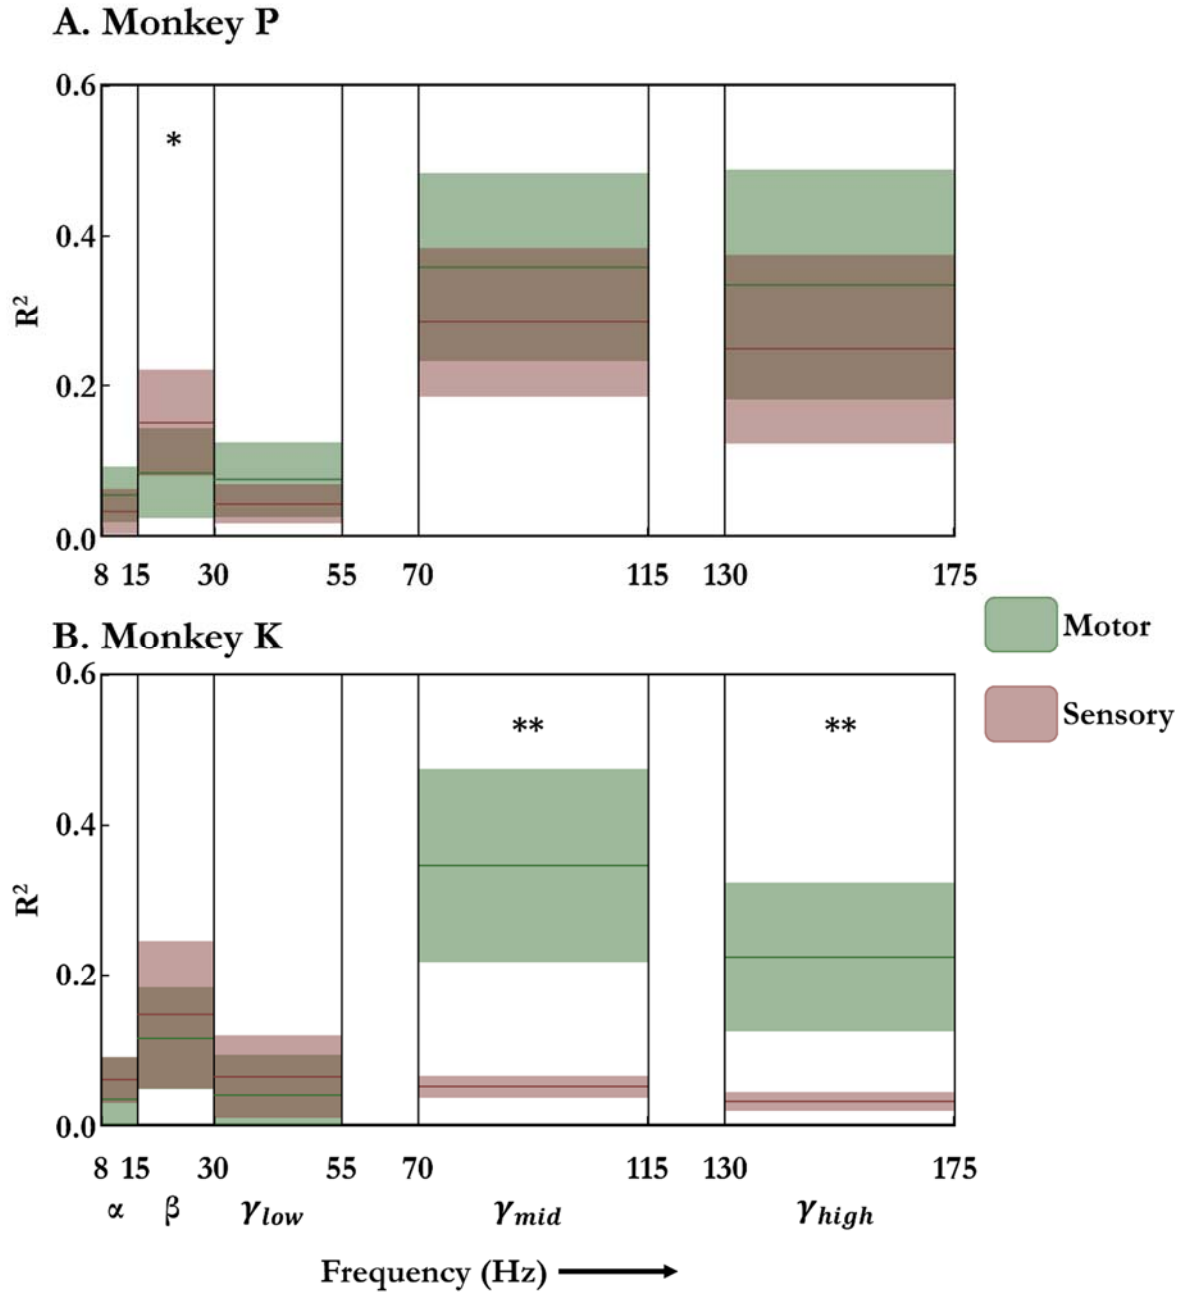 A. Monkey P
0.6
*
0.4
R²
0.2
0.0
8 15 30 55 70 115 130 175
Motor
Sensory
B. Monkey K
0.6
** **
0.4
R²
0.2
0.0
8 15 30 55 70 115 130 175
α β γlow γmid γhigh
Frequency (Hz)